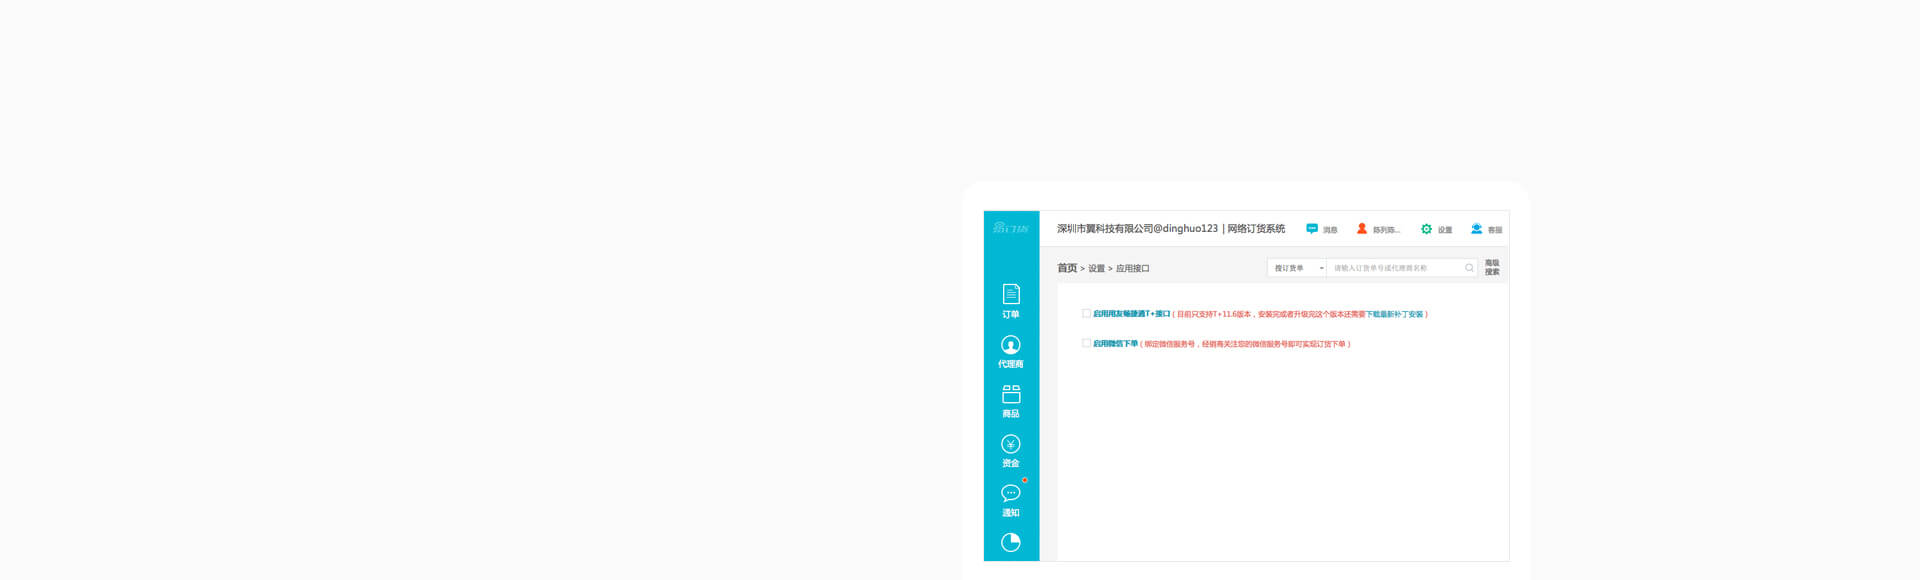 深圳市翼科技有限公司@dinghuo123 | 网络订货系统
消息
陈列陈...
设置
客服
首页 > 设置 > 应用接口
搜订货单
请输入订货单号或代理商名称
高级
搜索
订单
代理商
商品
资金
通知
启用用友畅捷通T+接口 ( 目前只支持T+11.6版本，安装完成或者升级完这个版本还需要下载最新补丁安装 )
启用微信下单 ( 绑定微信服务号，经销商关注您的微信服务号即可实现订货下单 )